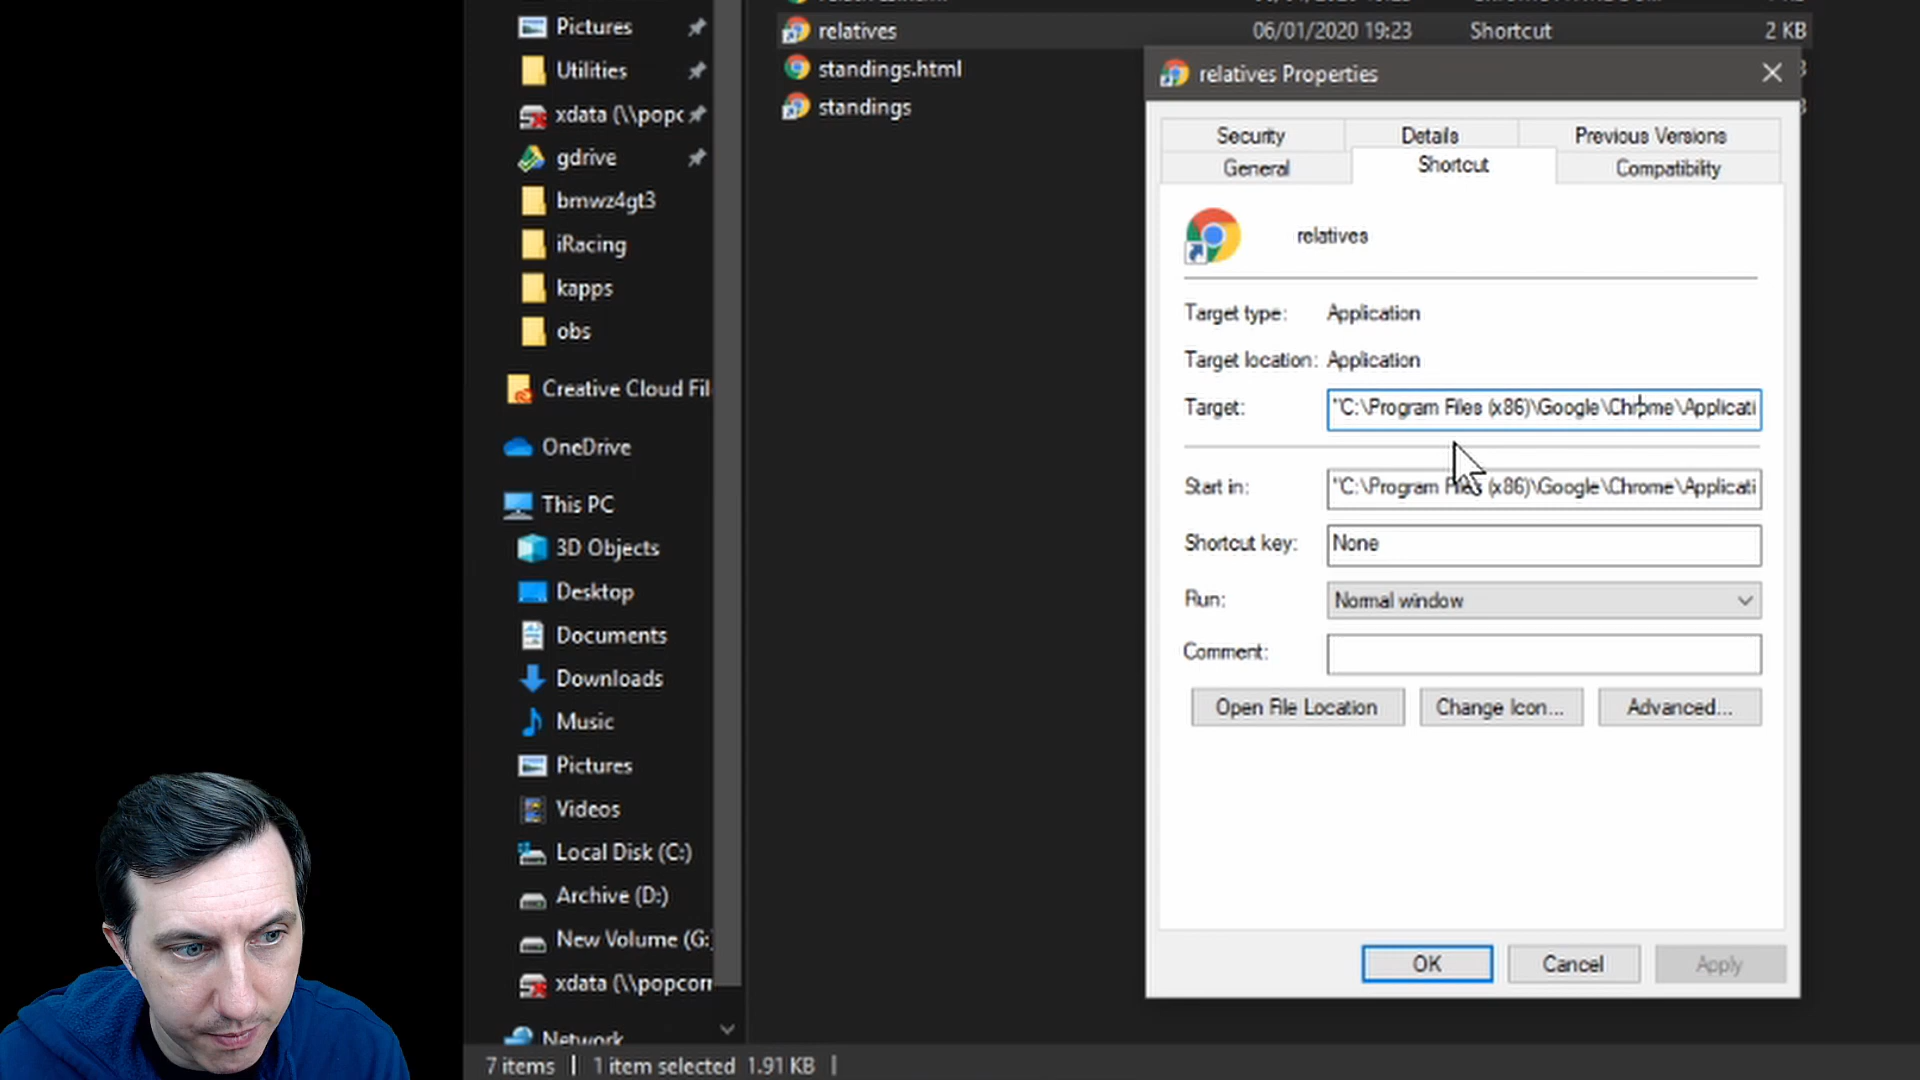 Pictures
Utilities
xdata (\\popc
gdrive
bmwz4gt3
iRacing
kapps
obs
Creative Cloud Fil
OneDrive
This PC
3D Objects
Desktop
Documents
Downloads
Music
Pictures
Videos
Local Disk (C:)
Archive (D:)
New Volume (G:
xdata (\\popcorr
Network
7 items 1 item selected 1.91 KB
relatives 06/01/2020 19:23 Shortcut 2 KB
standings.html
standings
relatives Properties
Security Details Previous Versions
General Shortcut Compatibility
relatives
Target type: Application
Target location: Application
Target: "C:\Program Files (x86)\Google\Chrome\Applicati
Start in: "C:\Program Files (x86)\Google\Chrome\Applicati
Shortcut key: None
Run: Normal window
Comment:
Open File Location Change Icon... Advanced...
OK Cancel Apply